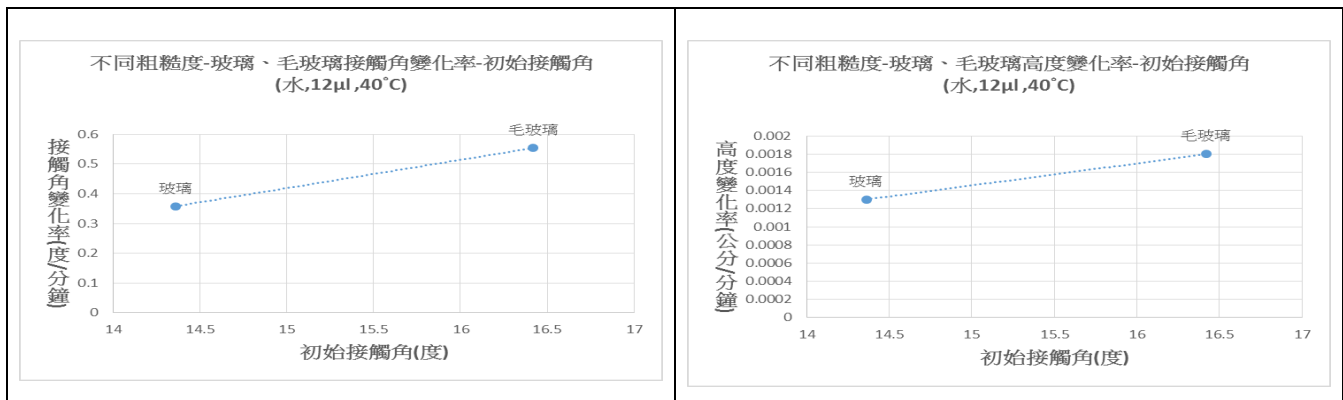 不同粗糙度-玻璃、毛玻璃接觸角變化率-初始接觸角
(水,12μl ,40˚C)
接觸角變化率(度/分鐘)
0.6
0.5
0.4
0.3
0.2
0.1
0
玻璃
毛玻璃
14
14.5
15
15.5
16
16.5
17
初始接觸角(度)
不同粗糙度-玻璃、毛玻璃高度變化率-初始接觸角
(水,12μl ,40˚C)
高度變化率(公分/分鐘)
0.002
0.0018
0.0016
0.0014
0.0012
0.001
0.0008
0.0006
0.0004
0.0002
0
玻璃
毛玻璃
14
14.5
15
15.5
16
16.5
17
初始接觸角(度)